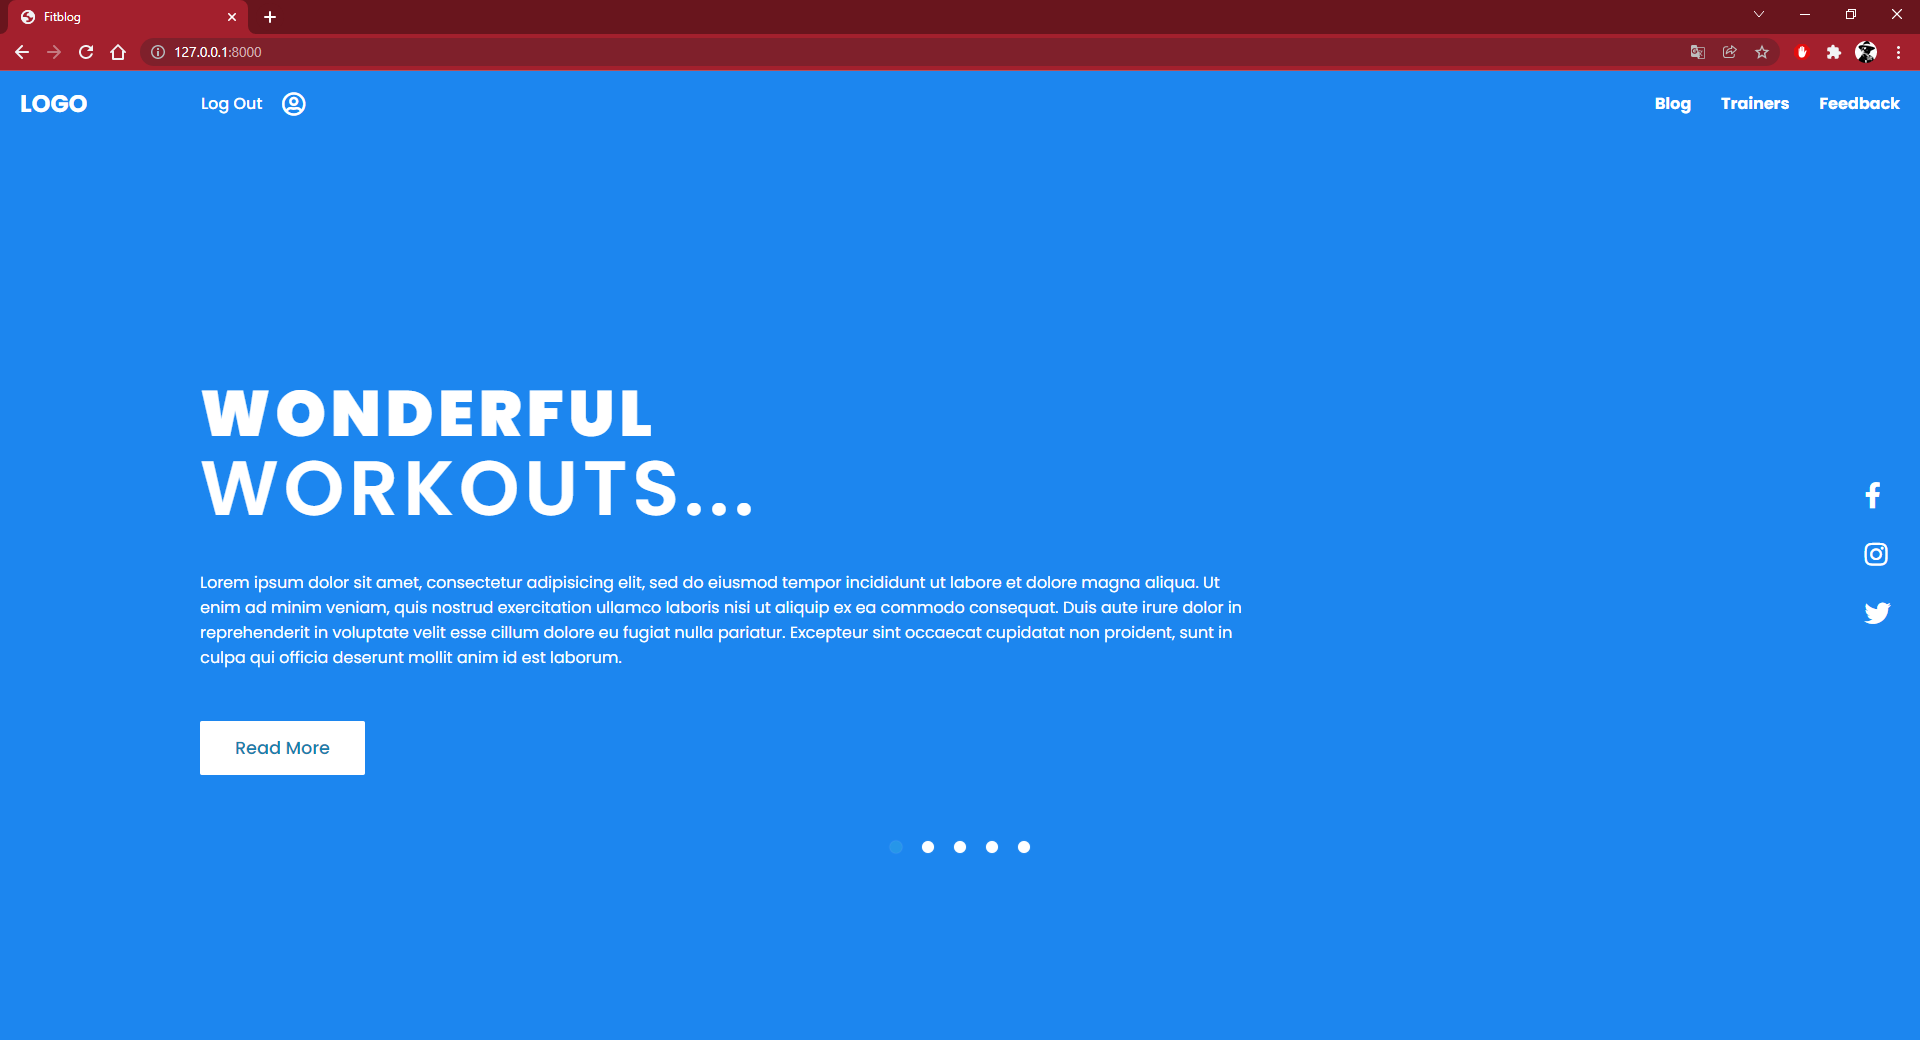 Fitblog
127.0.0.1:8000
LOGO
Log Out
Blog
Trainers
Feedback
WONDERFUL
WORKOUTS...
Lorem ipsum dolor sit amet, consectetur adipisicing elit, sed do eiusmod tempor incididunt ut labore et dolore magna aliqua. Ut
enim ad minim veniam, quis nostrud exercitation ullamco laboris nisi ut aliquip ex ea commodo consequat. Duis aute irure dolor in
reprehenderit in voluptate velit esse cillum dolore eu fugiat nulla pariatur. Excepteur sint occaecat cupidatat non proident, sunt in
culpa qui officia deserunt mollit anim id est laborum.
Read More